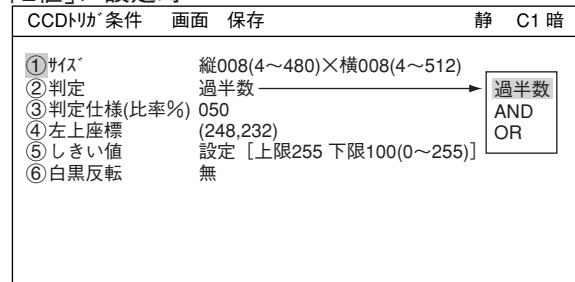 CCDﾄﾘｶﾞ条件 画面 保存 静 C1 暗
①ｻｲｽﾞ 縦008(4～480)×横008(4～512)
②判定 過半数
③判定仕様(比率%) 050
④左上座標 (248,232)
⑤しきい値 設定［上限255 下限100(0～255)］
⑥白黒反転 無
過半数
AND
OR